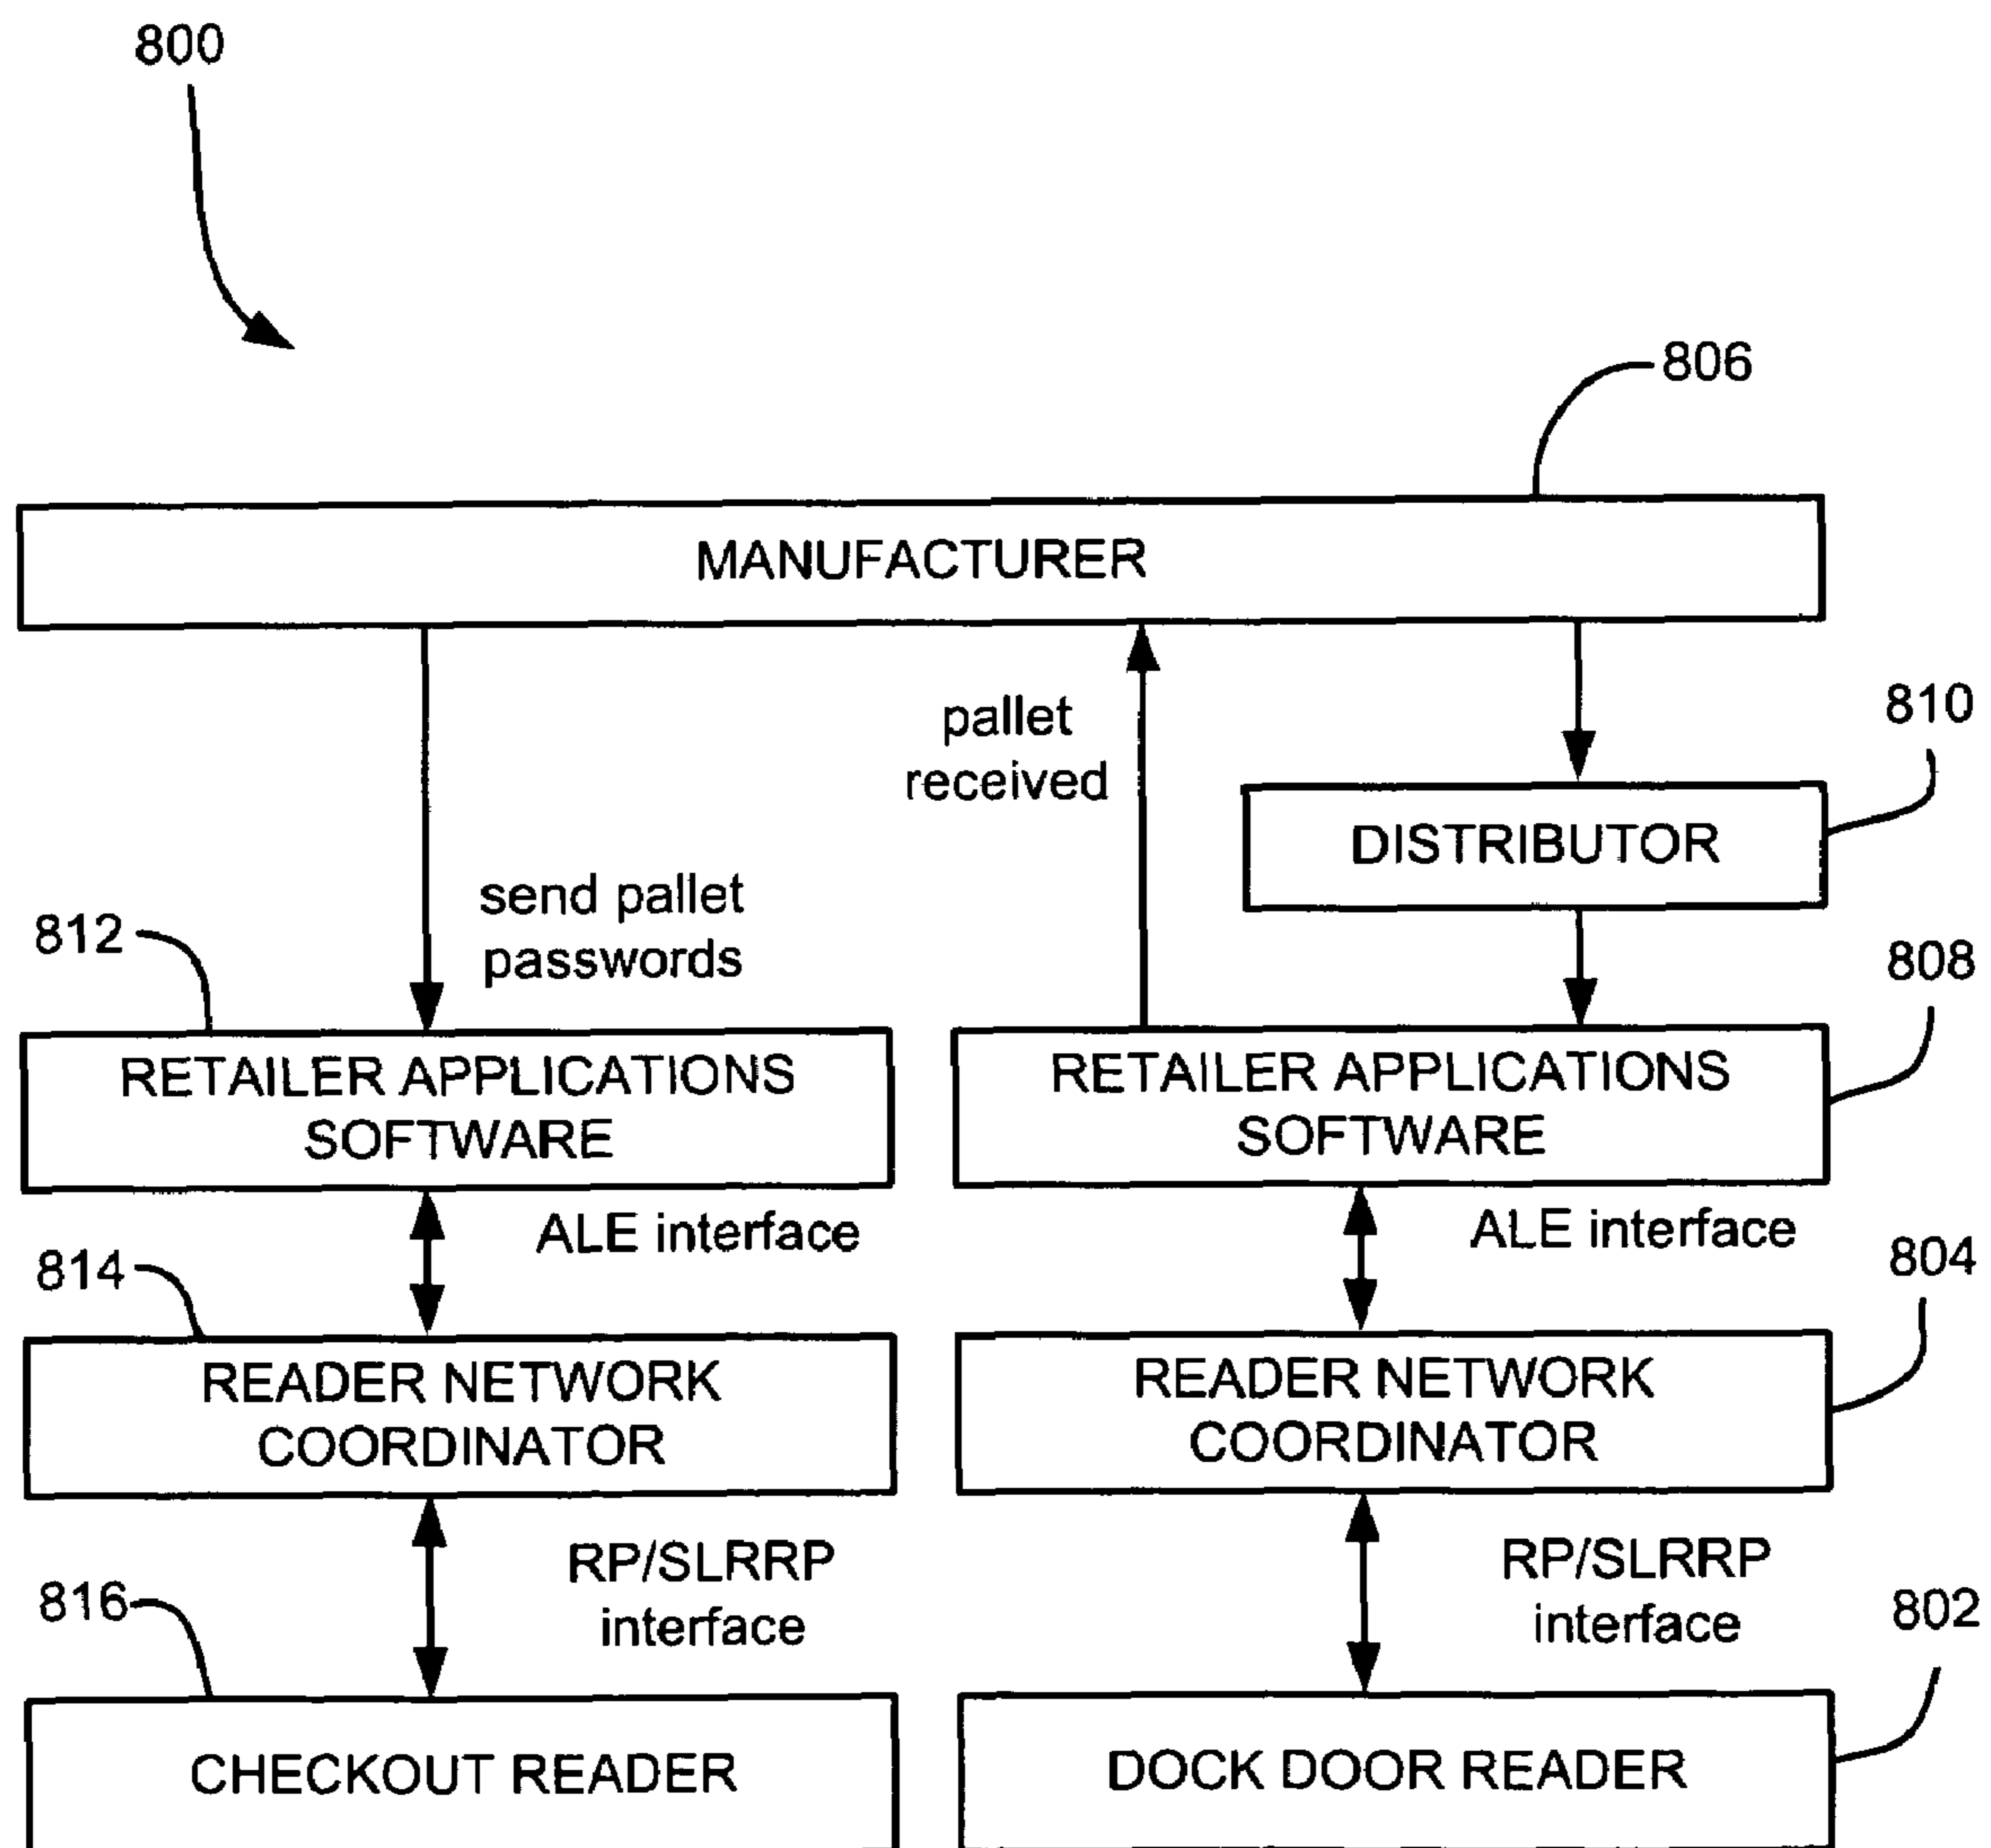 800
806
MANUFACTURER
pallet
received
810
DISTRIBUTOR
send pallet
passwords
812
808
RETAILER APPLICATIONS
SOFTWARE
RETAILER APPLICATIONS
SOFTWARE
ALE interface
ALE interface
814
804
READER NETWORK
COORDINATOR
READER NETWORK
COORDINATOR
RP/SLRRP
interface
RP/SLRRP
interface
816
802
CHECKOUT READER
DOCK DOOR READER